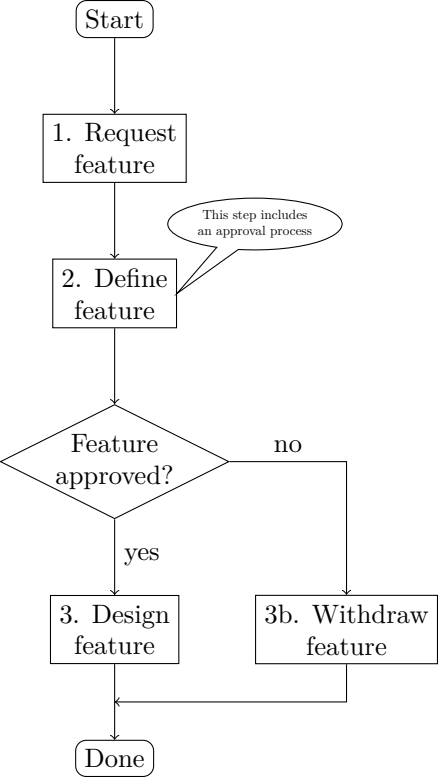 Start
1. Request
feature
This step includes
an approval process
2. Define
feature
Feature
approved?
no
yes
3. Design
feature
3b. Withdraw
feature
Done